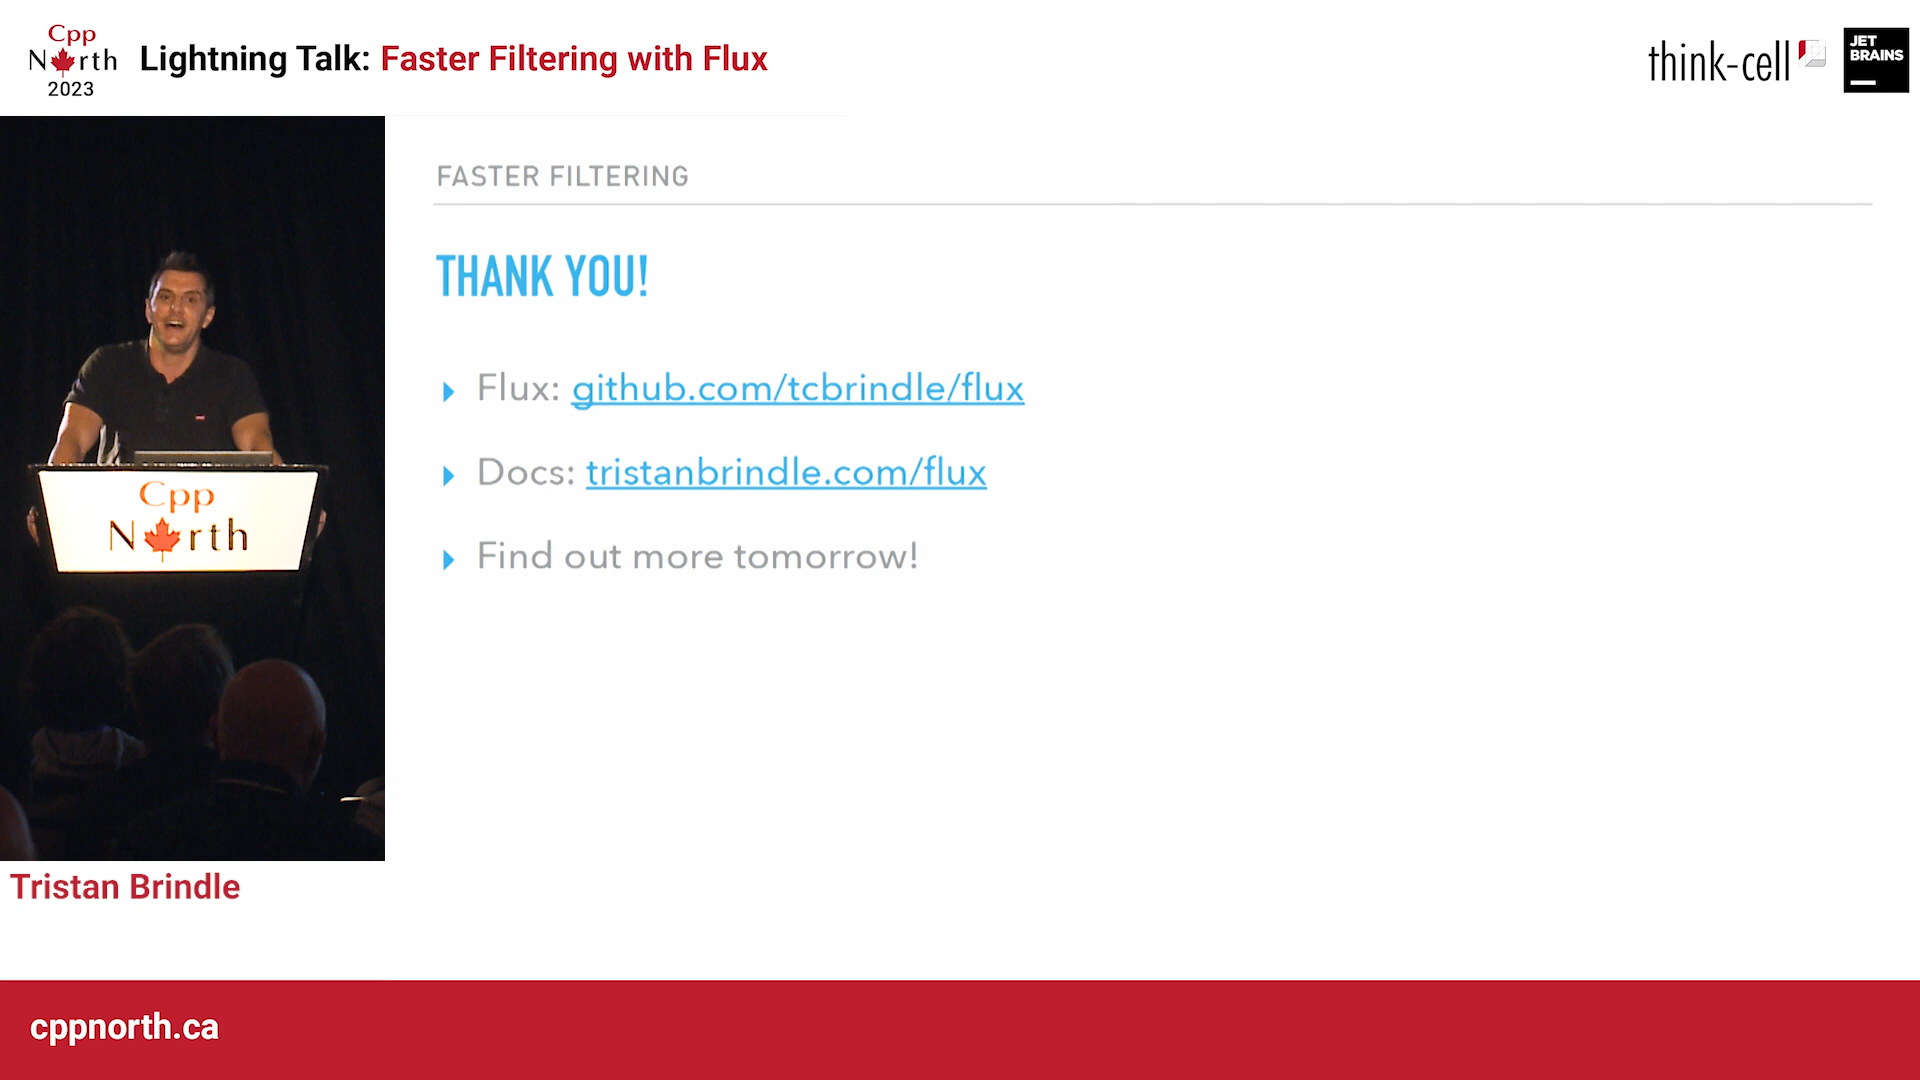 Cpp
North
2023
Lightning Talk: Faster Filtering with Flux
think-cell
JET
BRAINS
FASTER FILTERING
THANK YOU!
Flux: github.com/tcbrindle/flux
Docs: tristanbrindle.com/flux
Find out more tomorrow!
Cpp
North
Tristan Brindle
cppnorth.ca